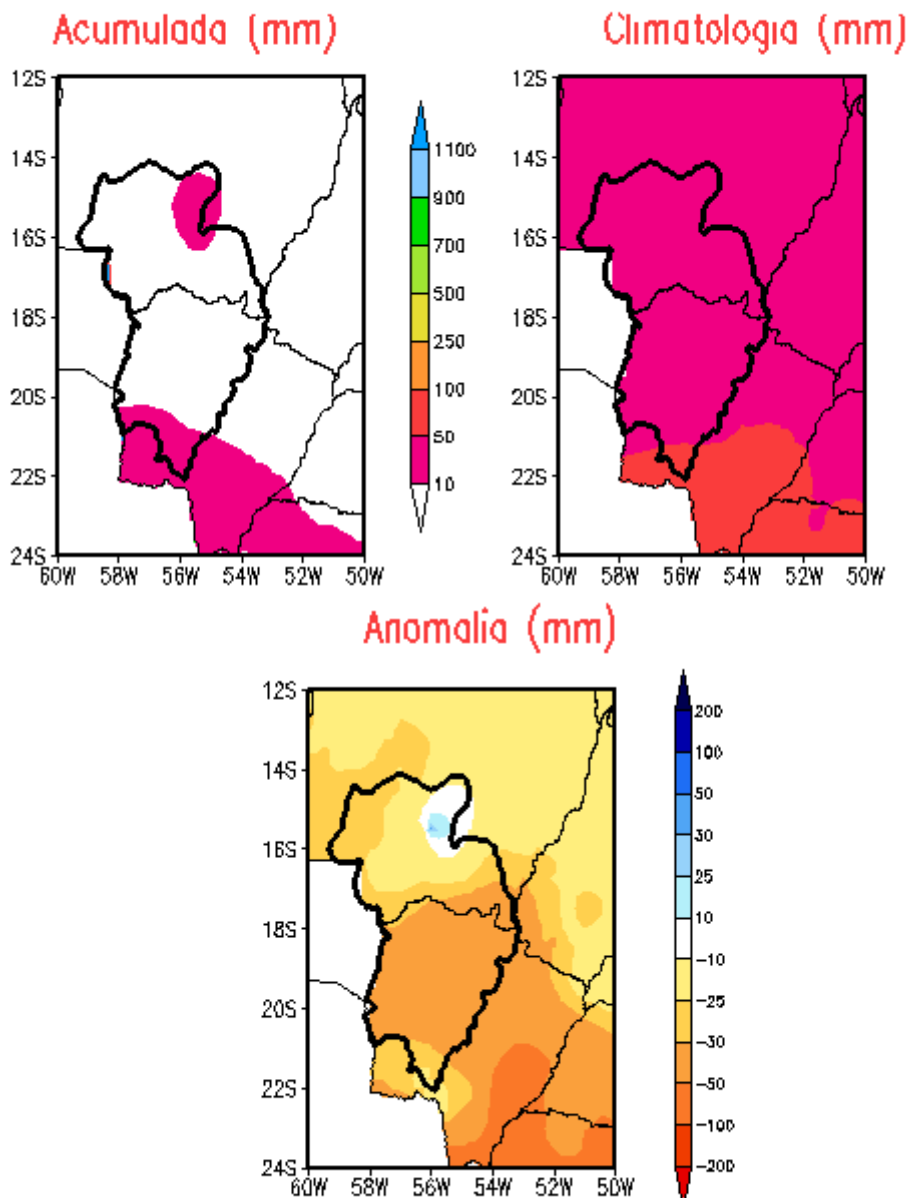 Acumulada (mm)
Climatologia (mm)
12S
14S
16S
18S
20S
22S
24S
60W 58W 56W 54W 52W 50W
1100
900
700
500
250
100
50
10
12S
14S
16S
18S
20S
22S
24S
60W 58W 56W 54W 52W 50W
Anomalia (mm)
12S
14S
16S
18S
20S
22S
24S
60W 58W 56W 54W 52W 50W
200
100
50
30
25
10
-10
-25
-30
-50
-100
-200